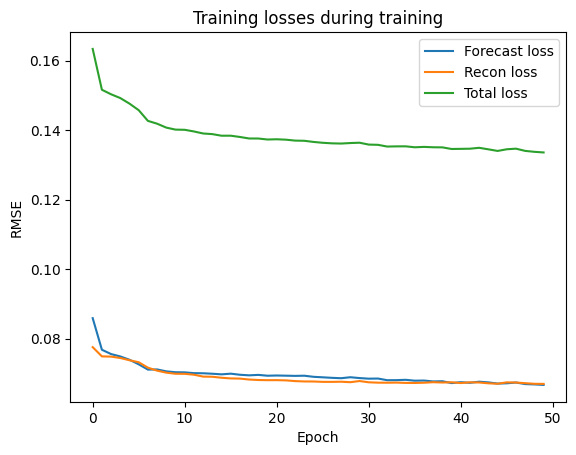 Training losses during training
Forecast loss
Recon loss
Total loss
RMSE
0.16
0.14
0.12
0.10
0.08
0 10 20 30 40 50
Epoch